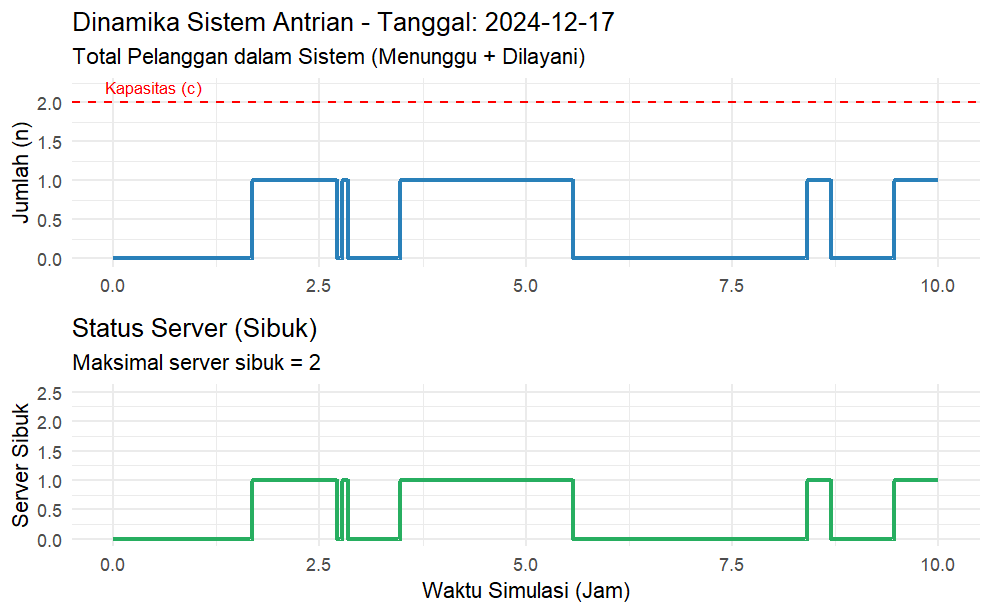 Dinamika Sistem Antrian - Tanggal: 2024-12-17
Total Pelanggan dalam Sistem (Menunggu + Dilayani)
Kapasitas (c)
Jumlah (n)
2.0
1.5
1.0
0.5
0.0
0.0 2.5 5.0 7.5 10.0
Status Server (Sibuk)
Maksimal server sibuk = 2
Server Sibuk
2.5
2.0
1.5
1.0
0.5
0.0
0.0 2.5 5.0 7.5 10.0
Waktu Simulasi (Jam)